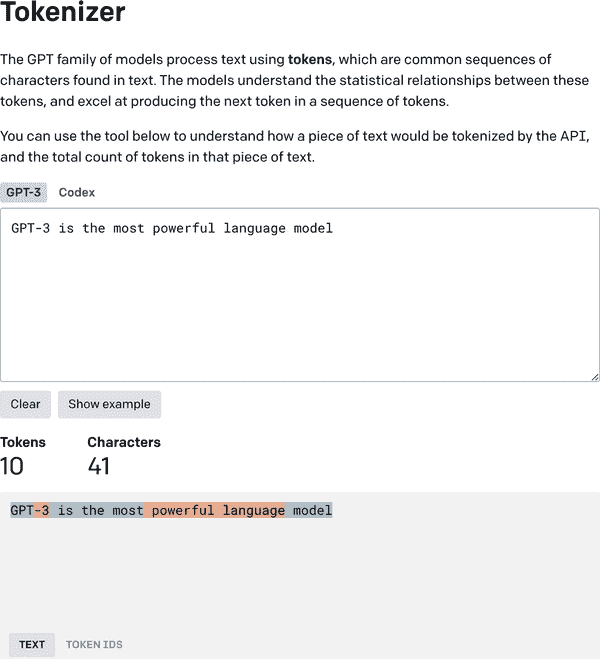 Tokenizer
The GPT family of models process text using tokens, which are common sequences of
characters found in text. The models understand the statistical relationships between these
tokens, and excel at producing the next token in a sequence of tokens.
You can use the tool below to understand how a piece of text would be tokenized by the API,
and the total count of tokens in that piece of text.
GPT-3 Codex
GPT-3 is the most powerful language model
Clear Show example
Tokens Characters
10 41
GPT-3 is the most powerful language model
TEXT TOKEN IDS